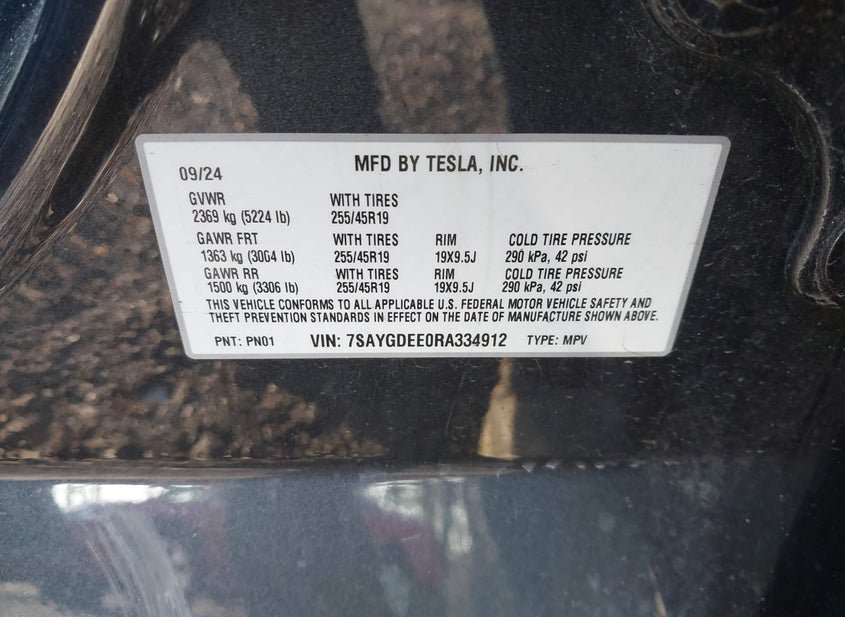 MFD BY TESLA, INC.
09/24
GVWR WITH TIRES
2369 kg (5224 lb) 255/45R19
GAWR FRT WITH TIRES RIM COLD TIRE PRESSURE
1363 kg (3004 lb) 255/45R19 19X9.5J 290 kPa, 42 psi
GAWR RR WITH TIRES RIM COLD TIRE PRESSURE
1500 kg (3306 lb) 255/45R19 19X9.5J 290 kPa, 42 psi
THIS VEHICLE CONFORMS TO ALL APPLICABLE U.S. FEDERAL MOTOR VEHICLE SAFETY AND
THEFT PREVENTION STANDARDS IN EFFECT ON THE DATE OF MANUFACTURE SHOWN ABOVE.
PNT: PN01 VIN: 7SAYGDEE0RA334912 TYPE: MPV